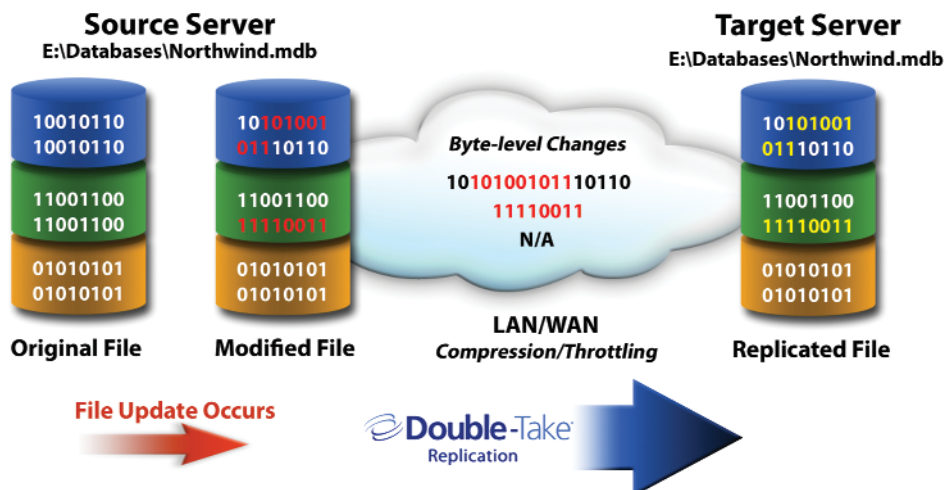 Source Server
E:\Databases\Northwind.mdb
Target Server
E:\Databases\Northwind.mdb
10010110
10010110
11001100
11001100
01010101
01010101
10101001
01110110
11001100
11110011
01010101
01010101
Byte-level Changes
1010100101110110
11110011
N/A
10101001
01110110
11001100
11110011
01010101
01010101
Original File
Modified File
LAN/WAN
Compression/Throttling
Replicated File
File Update Occurs
Double-Take
Replication